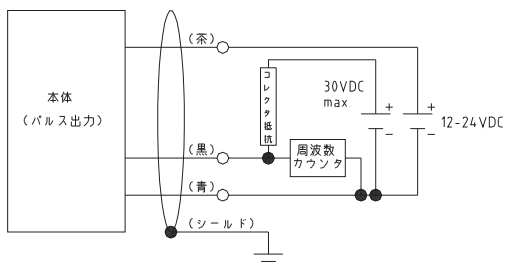 本体
(パルス出力)
(茶)
(黒)
(青)
(シールド)
コレクタ抵抗
周波数
カウンタ
30VDC
max
+
-
+
-
12-24VDC